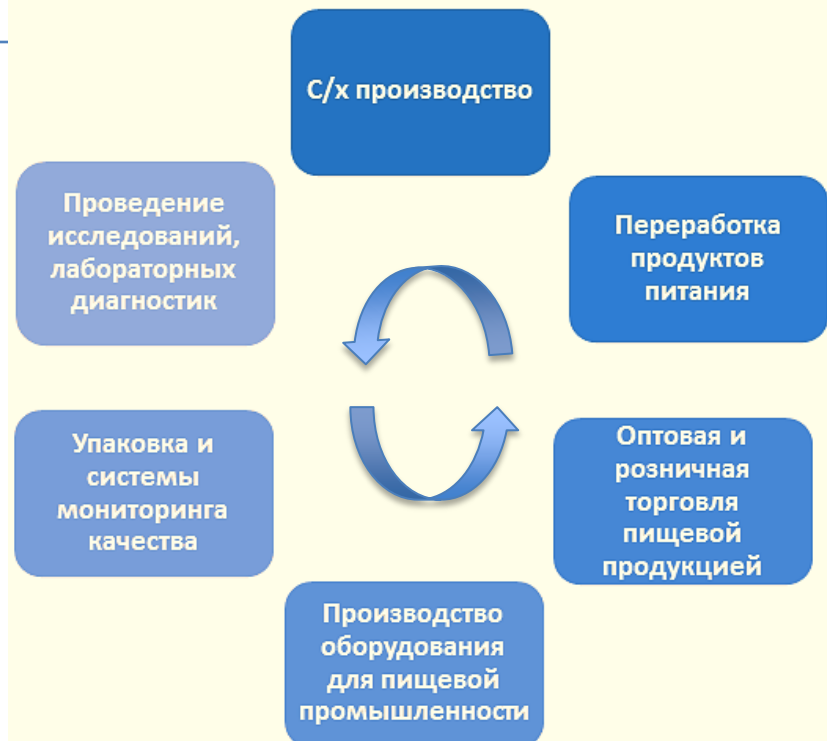 С/х производство
Проведение
исследований,
лабораторных
диагностик
Переработка
продуктов
питания
Упаковка и
системы
мониторинга
качества
Оптовая и
розничная
торговля
пищевой
продукцией
Производство
оборудования
для пищевой
промышленности